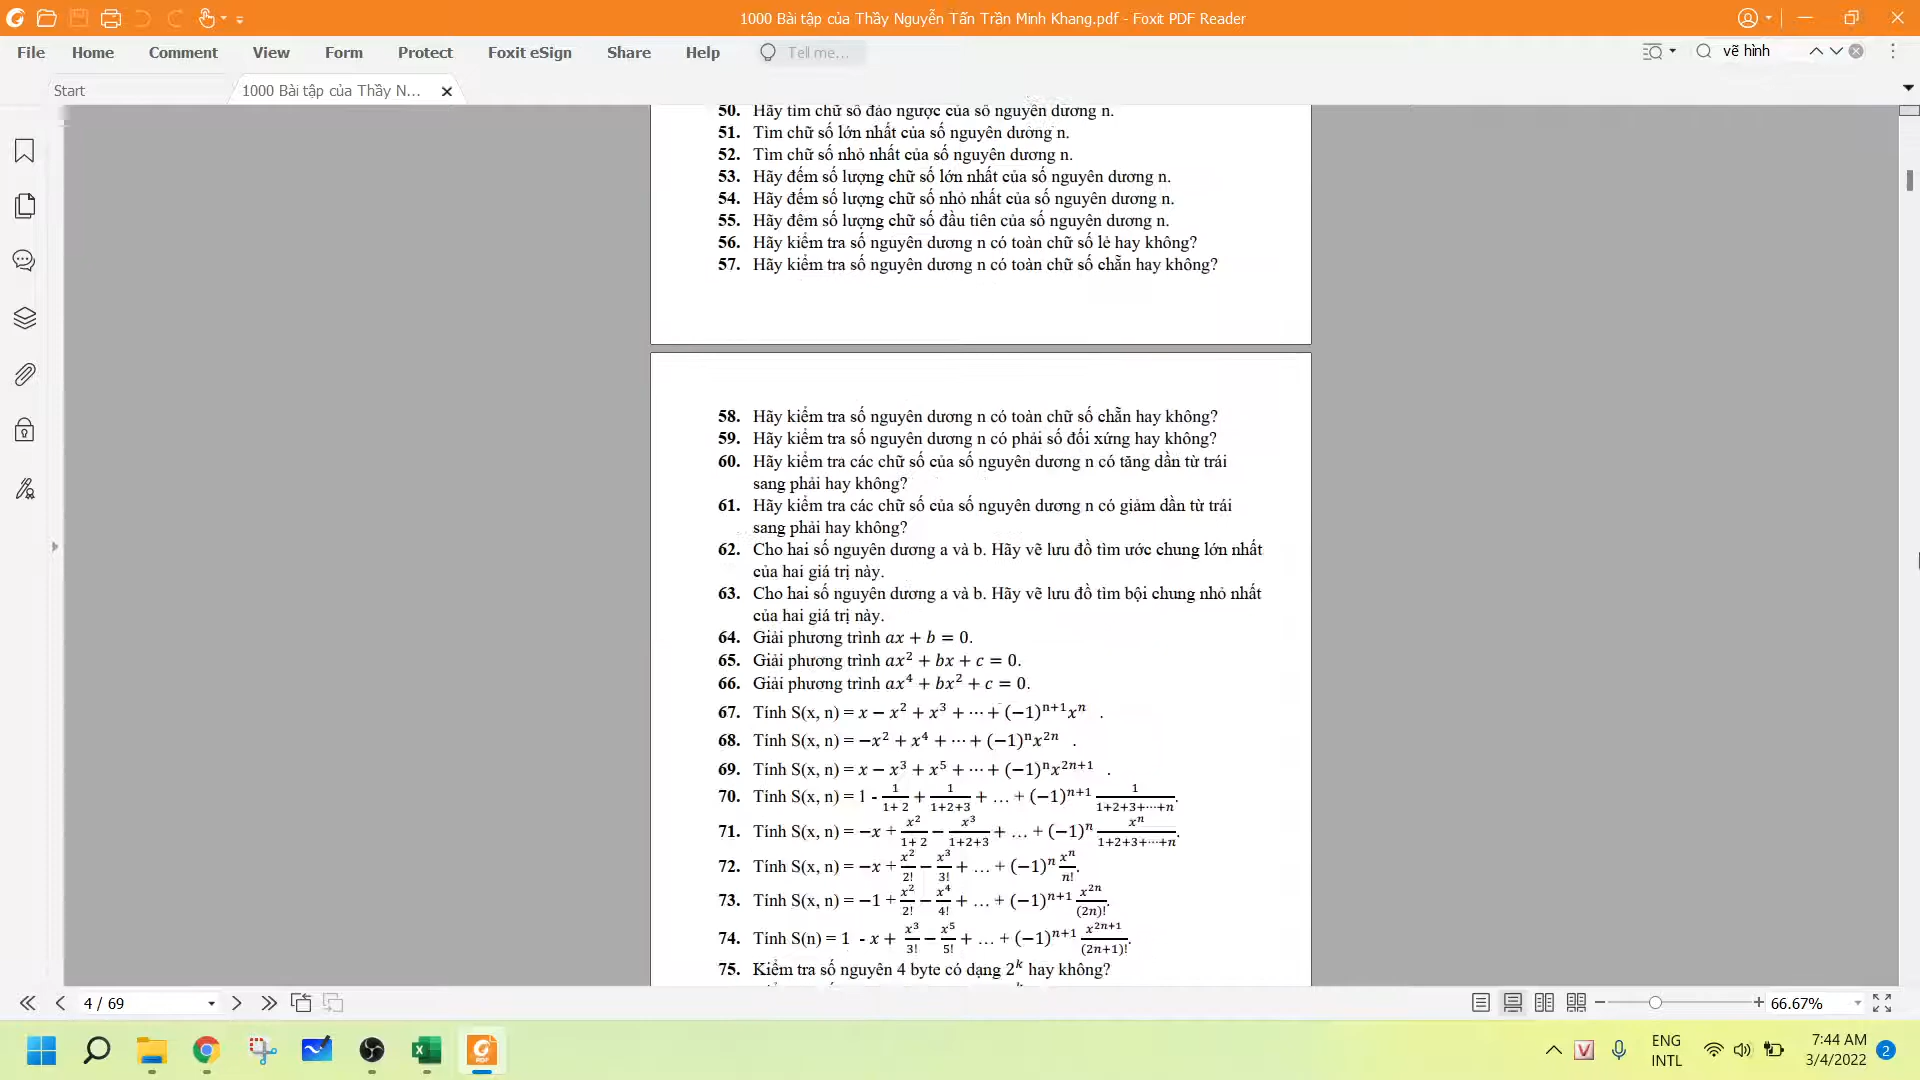 1000 Bài tập của Thầy Nguyễn Tấn Trần Minh Khang.pdf - Foxit PDF Reader
File Home Comment View Form Protect Foxit eSign Share Help Tell me... vẽ hình
Start 1000 Bài tập của Thầy N...
50. Hãy tìm chữ số đảo ngược của số nguyên dương n.
51. Tìm chữ số lớn nhất của số nguyên dương n.
52. Tìm chữ số nhỏ nhất của số nguyên dương n.
53. Hãy đếm số lượng chữ số lớn nhất của số nguyên dương n.
54. Hãy đếm số lượng chữ số nhỏ nhất của số nguyên dương n.
55. Hãy đêm số lượng chữ số đầu tiên của số nguyên dương n.
56. Hãy kiểm tra số nguyên dương n có toàn chữ số lẻ hay không?
57. Hãy kiểm tra số nguyên dương n có toàn chữ số chẵn hay không?
58. Hãy kiểm tra số nguyên dương n có toàn chữ số chẵn hay không?
59. Hãy kiểm tra số nguyên dương n có phải số đối xứng hay không?
60. Hãy kiểm tra các chữ số của số nguyên dương n có tăng dần từ trái
sang phải hay không?
61. Hãy kiểm tra các chữ số của số nguyên dương n có giảm dần từ trái
sang phải hay không?
62. Cho hai số nguyên dương a và b. Hãy vẽ lưu đồ tìm ước chung lớn nhất
của hai giá trị này.
63. Cho hai số nguyên dương a và b. Hãy vẽ lưu đồ tìm bội chung nhỏ nhất
của hai giá trị này.
64. Giải phương trình ax + b = 0.
65. Giải phương trình ax² + bx + c = 0.
66. Giải phương trình ax⁴ + bx² + c = 0.
67. Tính S(x, n) = x − x² + x³ + ⋯ + (−1)ⁿ⁺¹xⁿ .
68. Tính S(x, n) = −x² + x⁴ + ⋯ + (−1)ⁿx²ⁿ .
69. Tính S(x, n) = x − x³ + x⁵ + ⋯ + (−1)ⁿx²ⁿ⁺¹ .
70. Tính S(x, n) = 1 - 1/(1+ 2) + 1/(1+2+3) + … + (−1)ⁿ⁺¹ 1/(1+2+3+⋯+n).
71. Tính S(x, n) = −x + x²/(1+ 2) − x³/(1+2+3) + … + (−1)ⁿ xⁿ/(1+2+3+⋯+n).
72. Tính S(x, n) = −x + x²/2! − x³/3! + … + (−1)ⁿ xⁿ/n!.
73. Tính S(x, n) = −1 + x²/2! − x⁴/4! + … + (−1)ⁿ⁺¹ x²ⁿ/(2n)!.
74. Tính S(n) = 1 - x + x³/3! − x⁵/5! + … + (−1)ⁿ⁺¹ x²ⁿ⁺¹/(2n+1)!.
75. Kiểm tra số nguyên 4 byte có dạng 2ᵏ hay không?
4 / 69 66.67%
ENG 7:44 AM
INTL 3/4/2022 2